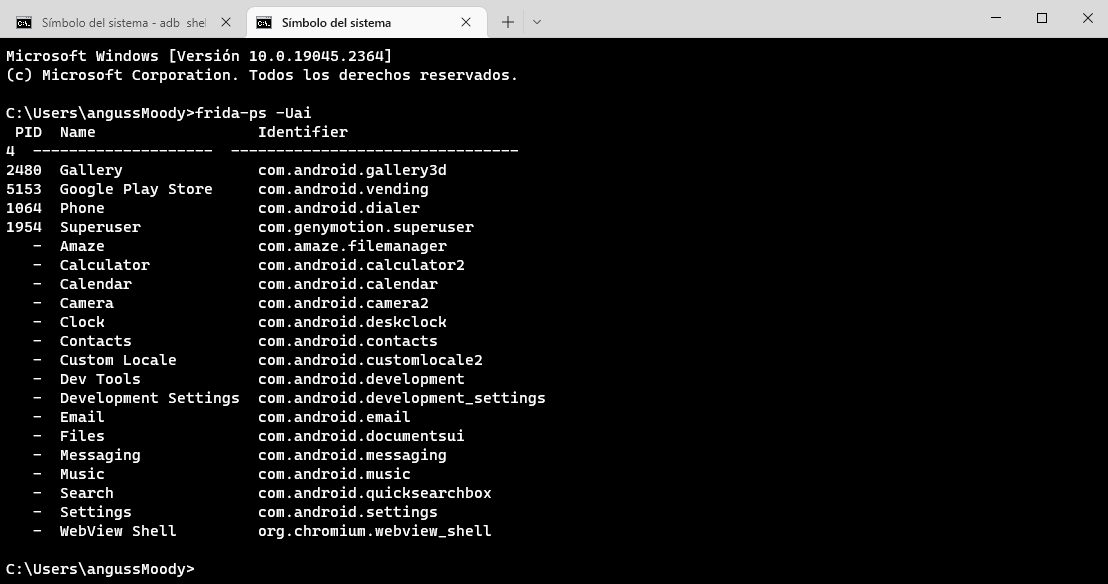 Símbolo del sistema - adb shel
Símbolo del sistema
Microsoft Windows [Versión 10.0.19045.2364]
(c) Microsoft Corporation. Todos los derechos reservados.
C:\Users\angussMoody>frida-ps -Uai
 PID  Name                  Identifier
4  --------------------  --------------------------------
2480  Gallery               com.android.gallery3d
5153  Google Play Store     com.android.vending
1064  Phone                 com.android.dialer
1954  Superuser             com.genymotion.superuser
   -  Amaze                 com.amaze.filemanager
   -  Calculator            com.android.calculator2
   -  Calendar              com.android.calendar
   -  Camera                com.android.camera2
   -  Clock                 com.android.deskclock
   -  Contacts              com.android.contacts
   -  Custom Locale         com.android.customlocale2
   -  Dev Tools             com.android.development
   -  Development Settings  com.android.development_settings
   -  Email                 com.android.email
   -  Files                 com.android.documentsui
   -  Messaging             com.android.messaging
   -  Music                 com.android.music
   -  Search                com.android.quicksearchbox
   -  Settings              com.android.settings
   -  WebView Shell         org.chromium.webview_shell
C:\Users\angussMoody>